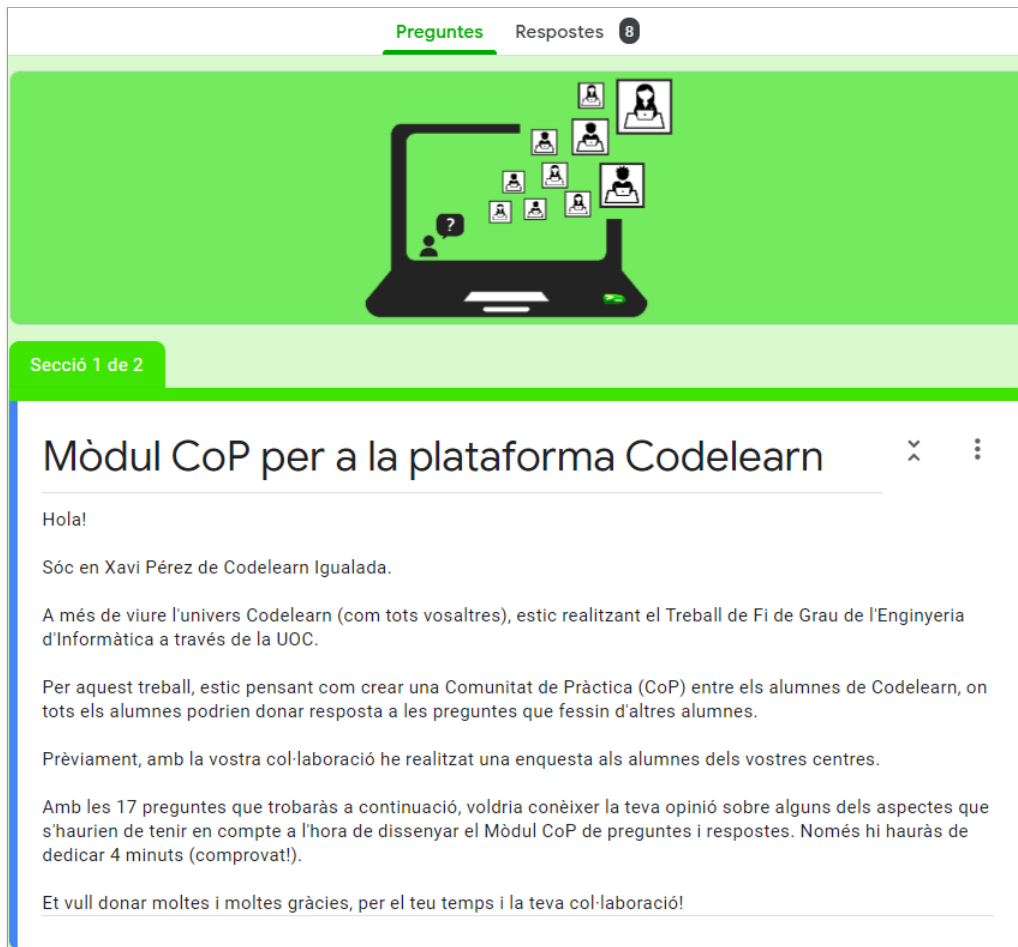 Preguntes Respostes 8
?
Secció 1 de 2
Mòdul CoP per a la plataforma Codelearn
Hola!
Sóc en Xavi Pérez de Codelearn Igualada.
A més de viure l'univers Codelearn (com tots vosaltres), estic realitzant el Treball de Fi de Grau de l'Enginyeria
d'Informàtica a través de la UOC.
Per aquest treball, estic pensant com crear una Comunitat de Pràctica (CoP) entre els alumnes de Codelearn, on
tots els alumnes podrien donar resposta a les preguntes que fessin d'altres alumnes.
Prèviament, amb la vostra col·laboració he realitzat una enquesta als alumnes dels vostres centres.
Amb les 17 preguntes que trobaràs a continuació, voldria conèixer la teva opinió sobre alguns dels aspectes que
s'haurien de tenir en compte a l'hora de dissenyar el Mòdul CoP de preguntes i respostes. Només hi hauràs de
dedicar 4 minuts (comprovat!).
Et vull donar moltes i moltes gràcies, per el teu temps i la teva col·laboració!